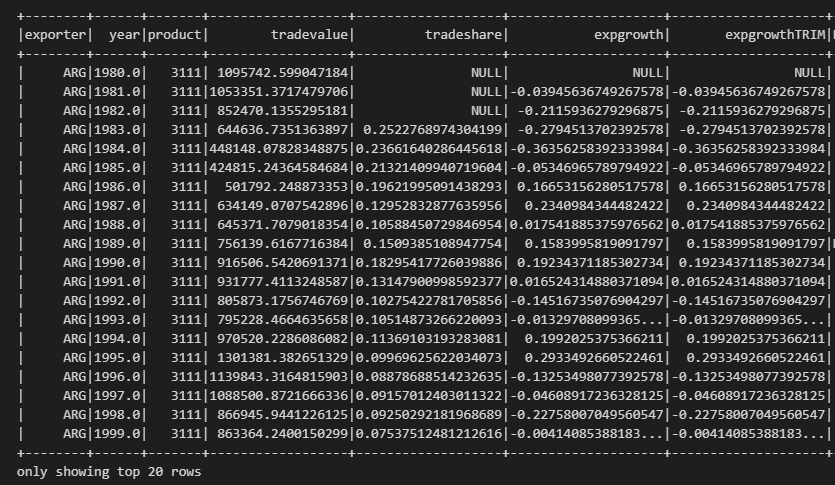 +--------+------+-------+------------------+-------------------+--------------------+--------------------+
|exporter|  year|product|        tradevalue|         tradeshare|           expgrowth|       expgrowthTRIM|
+--------+------+-------+------------------+-------------------+--------------------+--------------------+
|     ARG|1980.0|   3111| 1095742.599047184|               NULL|                NULL|                NULL|
|     ARG|1981.0|   3111|1053351.3717479706|               NULL|-0.03945636749267578|-0.03945636749267578|
|     ARG|1982.0|   3111| 852470.1355295181|               NULL| -0.2115936279296875| -0.2115936279296875|
|     ARG|1983.0|   3111| 644636.7351363897| 0.2522768974304199| -0.2794513702392578| -0.2794513702392578|
|     ARG|1984.0|   3111|448148.07828348875|0.23661640286445618|-0.36356258392333984|-0.36356258392333984|
|     ARG|1985.0|   3111|424815.24364584684|0.21321409940719604|-0.05346965789794922|-0.05346965789794922|
|     ARG|1986.0|   3111|  501792.248873353|0.19621995091438293| 0.16653156280517578| 0.16653156280517578|
|     ARG|1987.0|   3111| 634149.0707542896|0.12952832877635956|  0.2340984344482422|  0.2340984344482422|
|     ARG|1988.0|   3111| 645371.7079018354|0.10588450729846954|0.017541885375976562|0.017541885375976562|
|     ARG|1989.0|   3111| 756139.6167716384| 0.1509385108947754|  0.1583995819091797|  0.1583995819091797|
|     ARG|1990.0|   3111| 916506.5420691371|0.18295417726039886| 0.19234371185302734| 0.19234371185302734|
|     ARG|1991.0|   3111| 931777.4113248587|0.13147900998592377|0.016524314880371094|0.016524314880371094|
|     ARG|1992.0|   3111| 805873.1756746769|0.10275422781705856|-0.14516735076904297|-0.14516735076904297|
|     ARG|1993.0|   3111| 795228.4664635658|0.10514873266220093|-0.01329708099365...|-0.01329708099365...|
|     ARG|1994.0|   3111| 970520.2286086082|0.11369103193283081|  0.1992025375366211|  0.1992025375366211|
|     ARG|1995.0|   3111| 1301381.382651329|0.09969625622034073|  0.2933492660522461|  0.2933492660522461|
|     ARG|1996.0|   3111|1139843.3164815903|0.08878688514232635|-0.13253498077392578|-0.13253498077392578|
|     ARG|1997.0|   3111|1088500.8721666336|0.09157012403011322|-0.04608917236328125|-0.04608917236328125|
|     ARG|1998.0|   3111| 866945.9441226125|0.09250292181968689|-0.22758007049560547|-0.22758007049560547|
|     ARG|1999.0|   3111| 863364.2400150299|0.07537512481212616|-0.00414085388183...|-0.00414085388183...|
+--------+------+-------+------------------+-------------------+--------------------+--------------------+
only showing top 20 rows